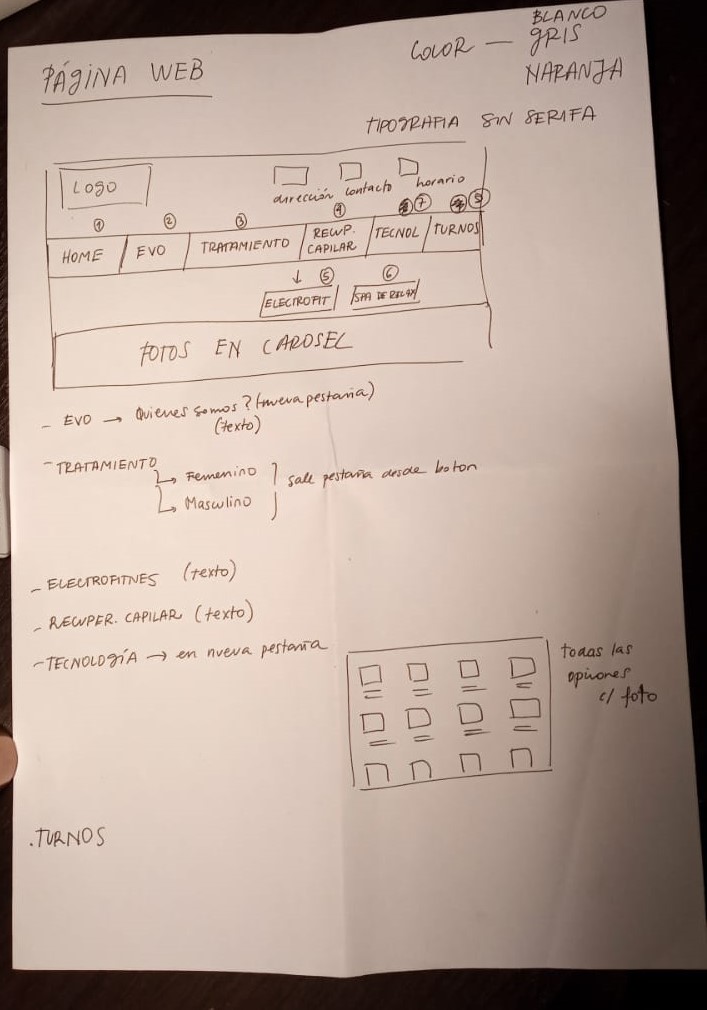 PÁGINA WEB
COLOR — BLANCO
GRIS
NARANJA
TIPOGRAFIA SIN SERIFA
LOGO
dirección contacto horario
1 2 3 4 7 8
HOME EVO TRATAMIENTO RECUP. CAPILAR TECNOL TURNOS
↓ 5 6
ELECTROFIT SPA DE RELAX
FOTOS EN CAROSEL
- EVO → Quienes somos? (nueva pestaña)
(texto)
- TRATAMIENTO
↳ Femenino
↳ Masculino
sale pestaña desde boton
- ELECTROFITNES (texto)
- RECUPER. CAPILAR (texto)
- TECNOLOGÍA → en nueva pestaña
todas las
opiniones
c/ foto
. TURNOS